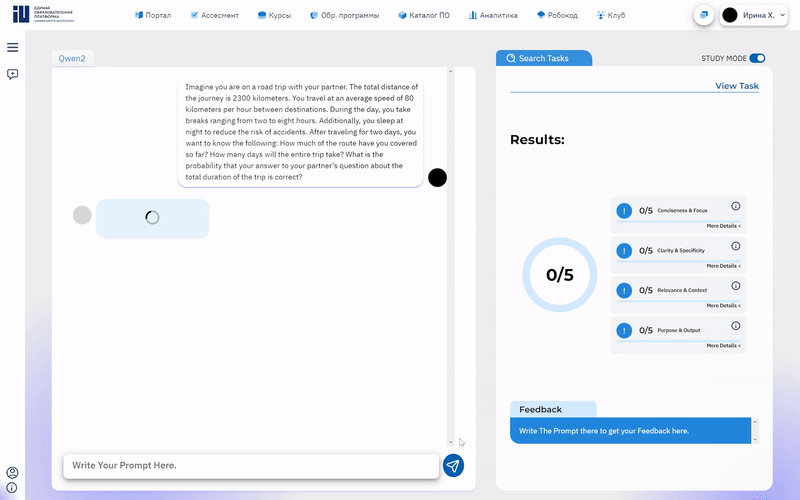 ЕДИНАЯ
ОБРАЗОВАТЕЛЬНАЯ
ПЛАТФОРМА
Портал
Ассесмент
Курсы
Обр. программы
Каталог ПО
Аналитика
Робокод
Клуб
Ирина Х.
Qwen2
Imagine you are on a road trip with your partner. The total distance of
the journey is 2300 kilometers. You travel at an average speed of 80
kilometers per hour between destinations. During the day, you take
breaks ranging from two to eight hours. Additionally, you sleep at
night to reduce the risk of accidents. After traveling for two days, you
want to know the following: How much of the route have you covered
so far? How many days will the entire trip take? What is the
probability that your answer to your partner's question about the
total duration of the trip is correct?
Write Your Prompt Here.
Search Tasks
STUDY MODE
View Task
Results:
0/5
0/5 Conciseness & Focus
More Details <
0/5 Clarity & Specificity
More Details <
0/5 Relevance & Context
More Details <
0/5 Purpose & Output
More Details <
Feedback
Write The Prompt there to get your Feedback here.